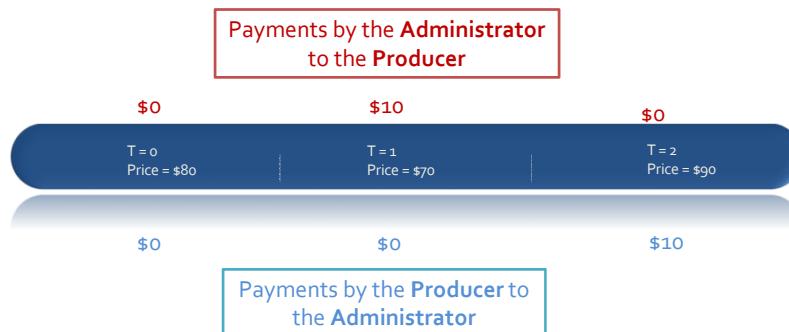 Payments by the Administrator
to the Producer
$0
$10
$0
T = 0
Price = $80
T = 1
Price = $70
T = 2
Price = $90
$0
$0
$10
Payments by the Producer to
the Administrator